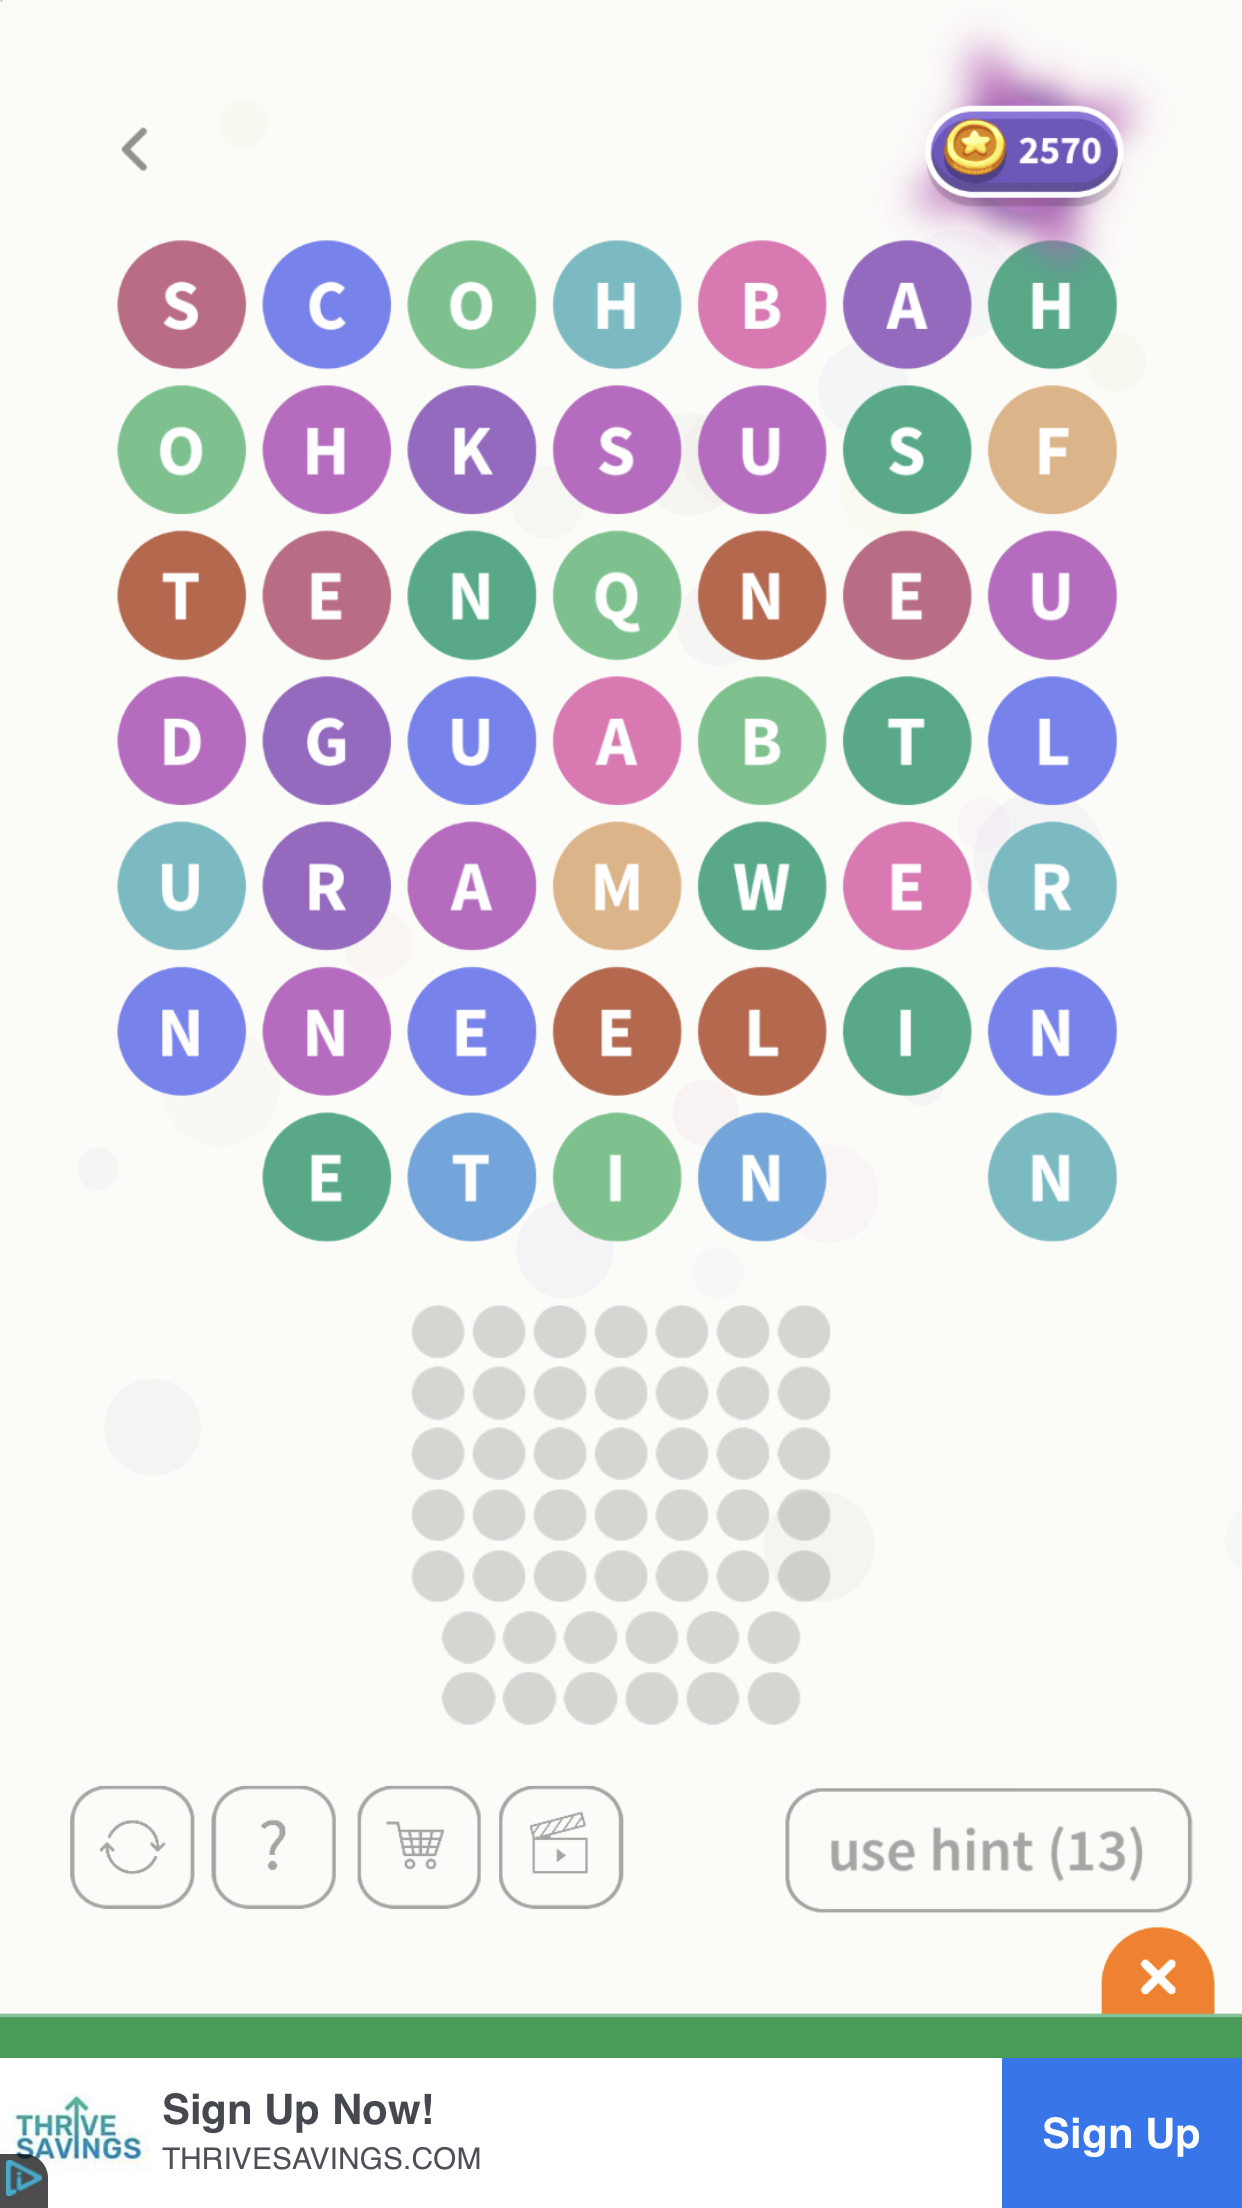 2570
S C O H B A H
O H K S U S F
T E N Q N E U
D G U A B T L
U R A M W E R
N N E E L I N
E T I N N
?
use hint (13)
THRIVE
SAVINGS
Sign Up Now!
THRIVESAVINGS.COM
Sign Up